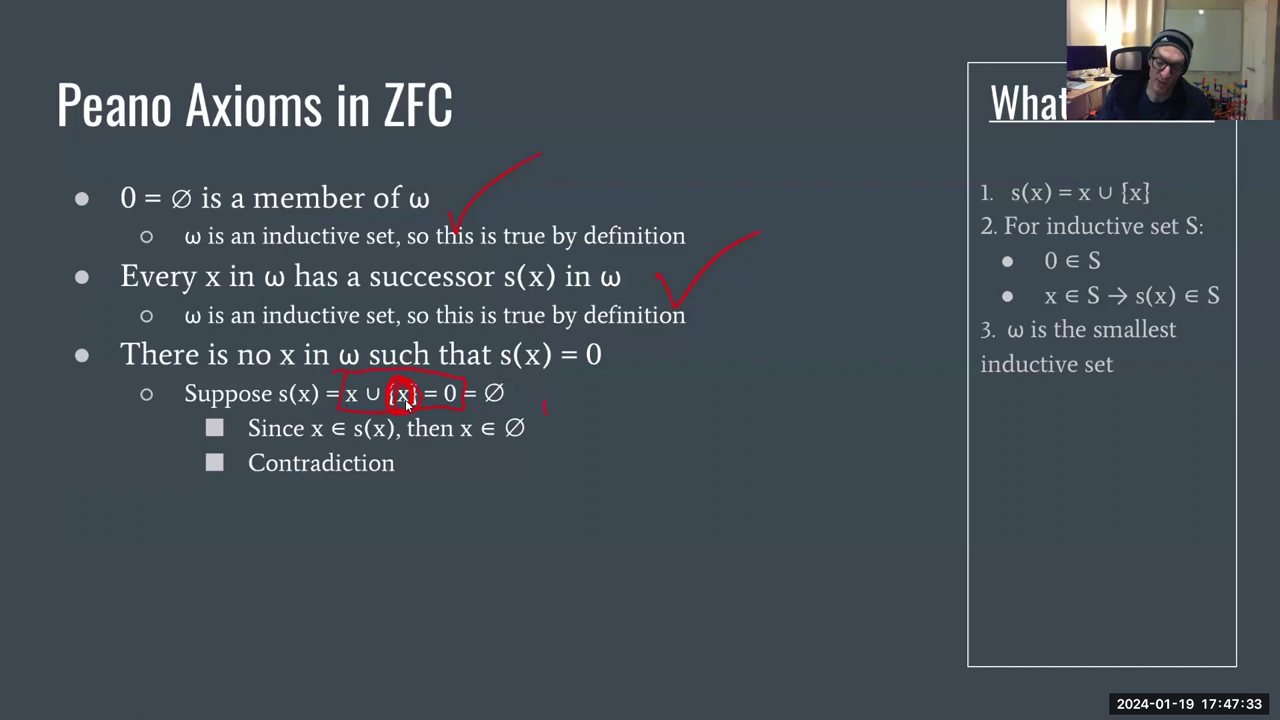 Peano Axioms in ZFC
● 0 = ∅ is a member of ω
○ ω is an inductive set, so this is true by definition
● Every x in ω has a successor s(x) in ω
○ ω is an inductive set, so this is true by definition
● There is no x in ω such that s(x) = 0
○ Suppose s(x) = x ∪ {x} = 0 = ∅
■ Since x ∈ s(x), then x ∈ ∅
■ Contradiction
What
1. s(x) = x ∪ {x}
2. For inductive set S:
● 0 ∈ S
● x ∈ S → s(x) ∈ S
3. ω is the smallest
inductive set
2024-01-19 17:47:33